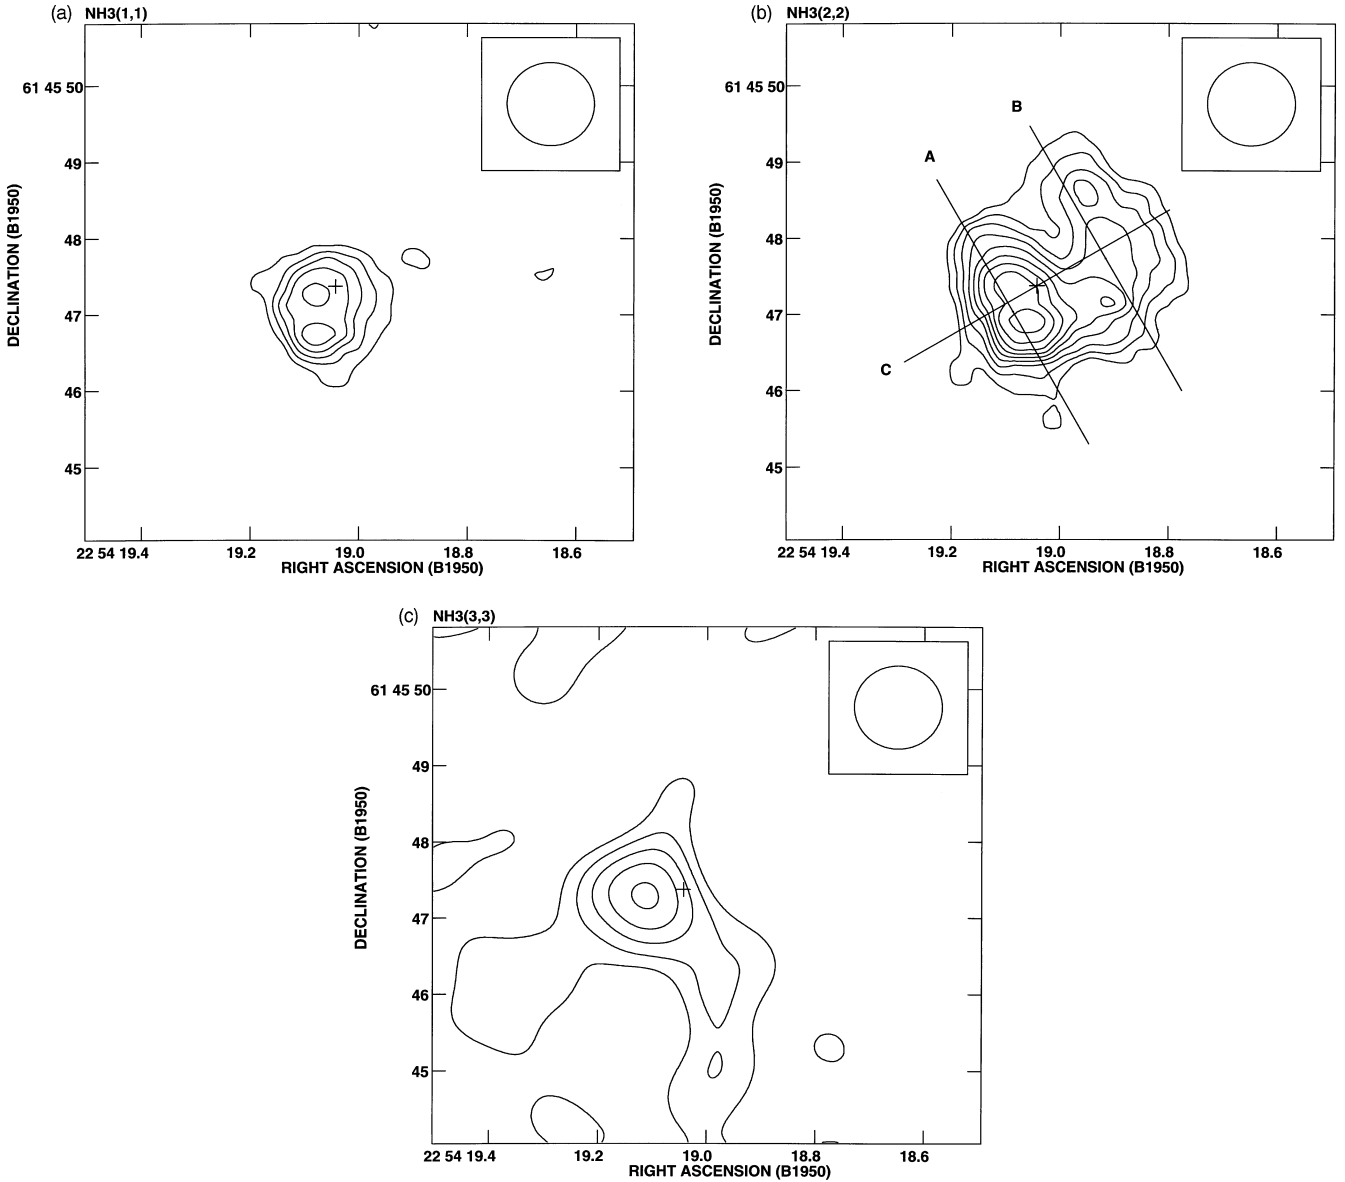 (a) NH3(1,1)
61 45 50
49
48
47
46
45
DECLINATION (B1950)
22 54 19.4 19.2 19.0 18.8 18.6
RIGHT ASCENSION (B1950)
(b) NH3(2,2)
61 45 50
49
48
47
46
45
DECLINATION (B1950)
B
A
C
22 54 19.4 19.2 19.0 18.8 18.6
RIGHT ASCENSION (B1950)
(c) NH3(3,3)
61 45 50
49
48
47
46
45
DECLINATION (B1950)
22 54 19.4 19.2 19.0 18.8 18.6
RIGHT ASCENSION (B1950)